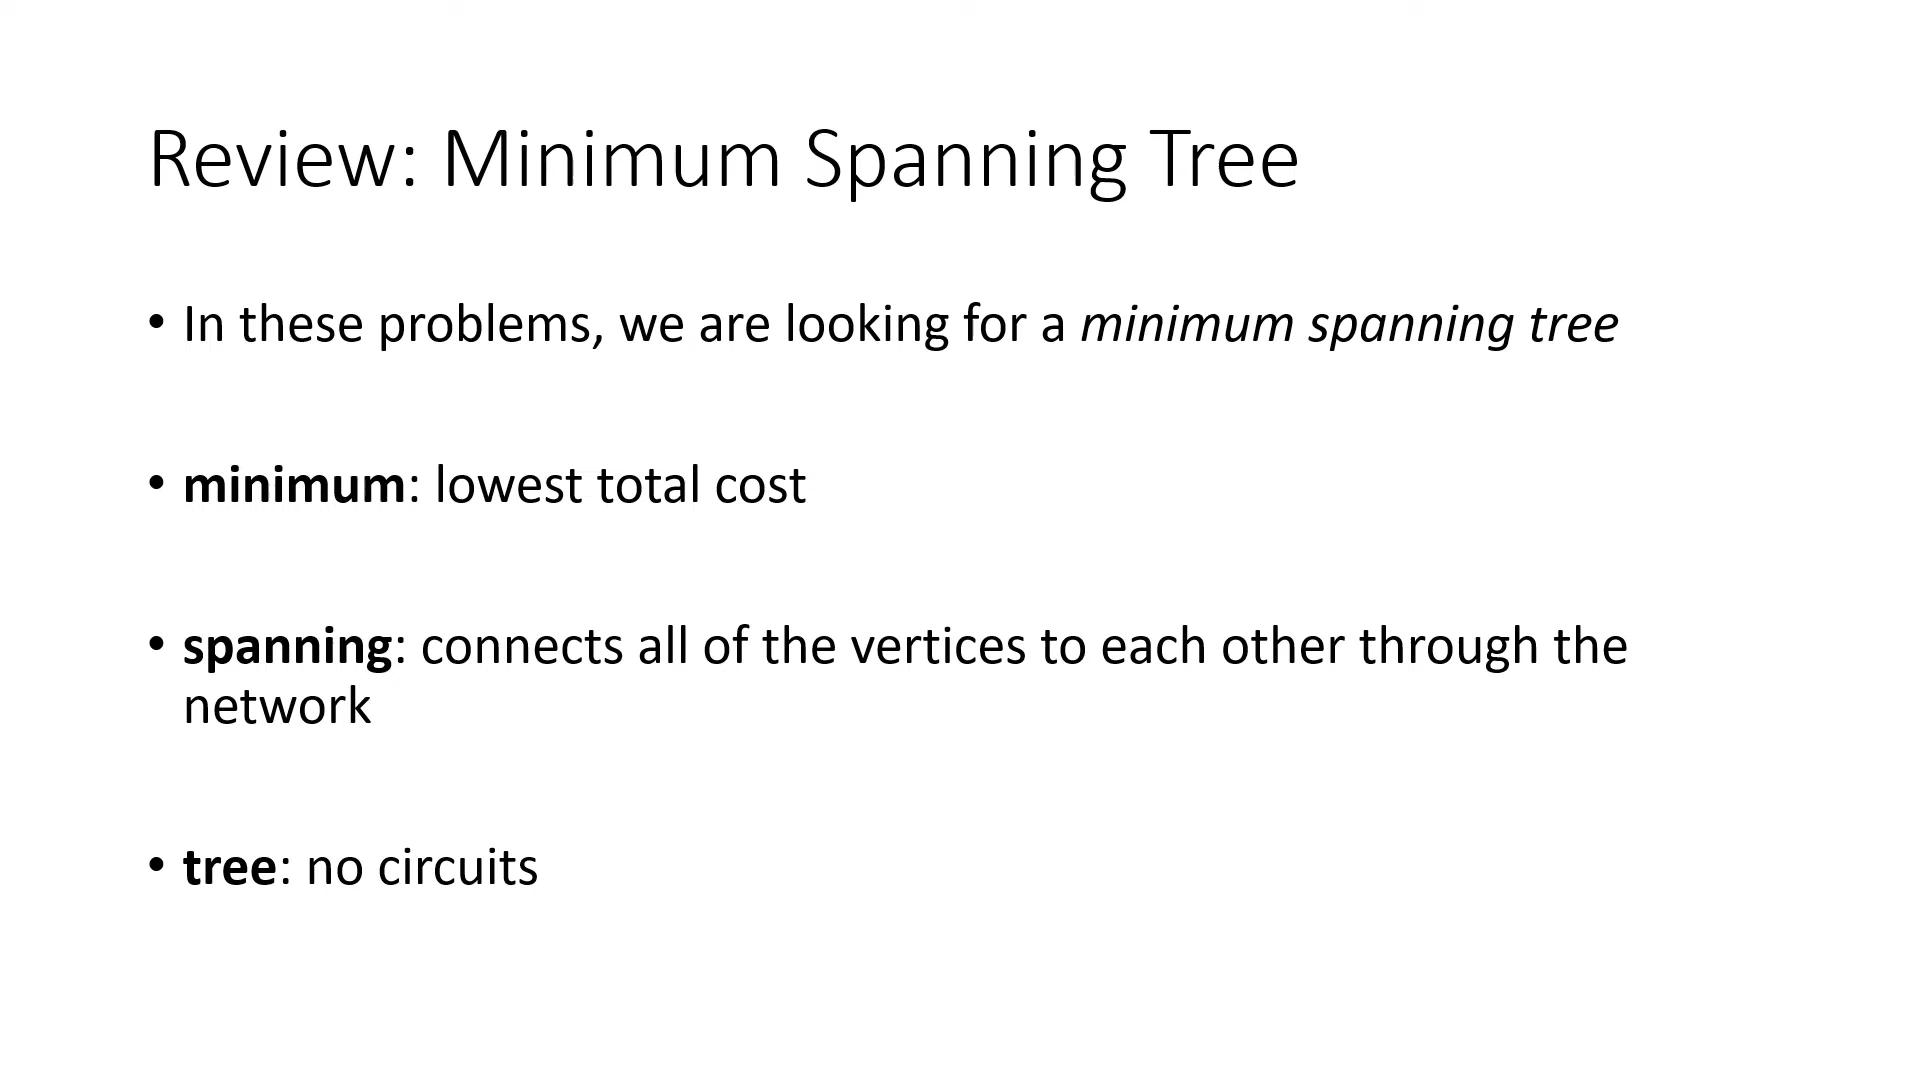 Review: Minimum Spanning Tree
• In these problems, we are looking for a minimum spanning tree
• minimum: lowest total cost
• spanning: connects all of the vertices to each other through the
network
• tree: no circuits